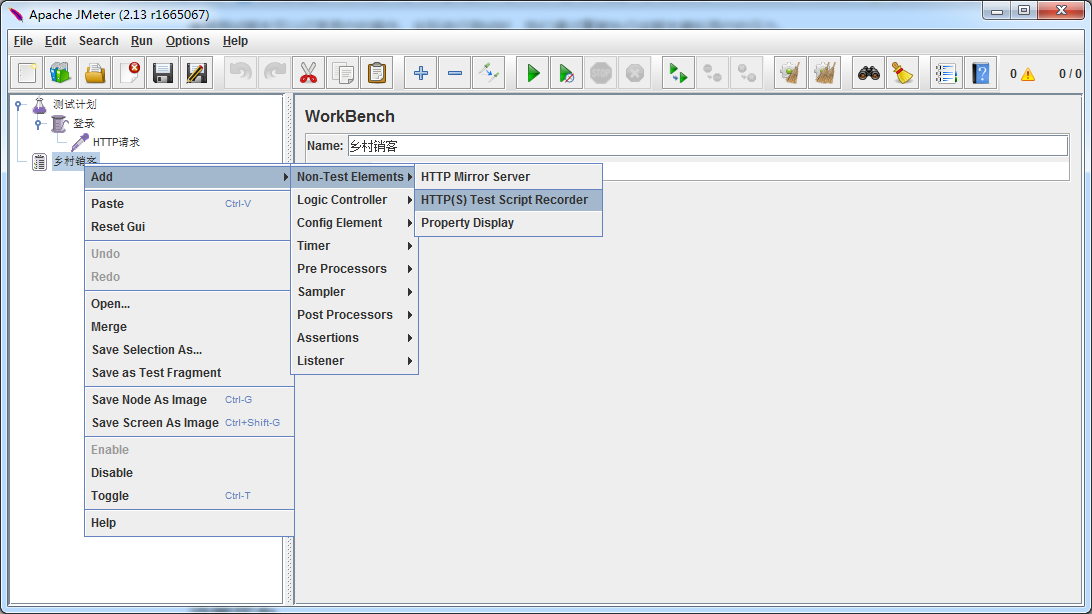 Apache JMeter (2.13 r1665067)
File Edit Search Run Options Help
STOP
0 0 / 0
测试计划
登录
HTTP请求
乡村销客
WorkBench
Name: 乡村销客
Add
Paste Ctrl-V
Reset Gui
Undo
Redo
Open...
Merge
Save Selection As...
Save as Test Fragment
Save Node As Image Ctrl-G
Save Screen As Image Ctrl+Shift-G
Enable
Disable
Toggle Ctrl-T
Help
Non-Test Elements
Logic Controller
Config Element
Timer
Pre Processors
Sampler
Post Processors
Assertions
Listener
HTTP Mirror Server
HTTP(S) Test Script Recorder
Property Display